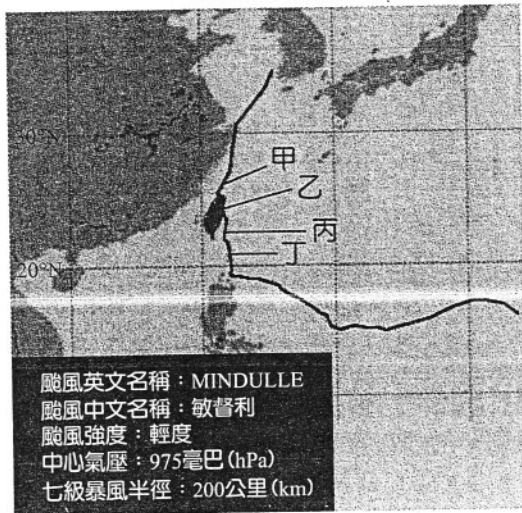 30°N
甲
乙
丙
丁
20°N
颱風英文名稱：MINDULLE
颱風中文名稱：敏督利
颱風強度：輕度
中心氣壓：975毫巴(hPa)
七級暴風半徑：200公里(km)